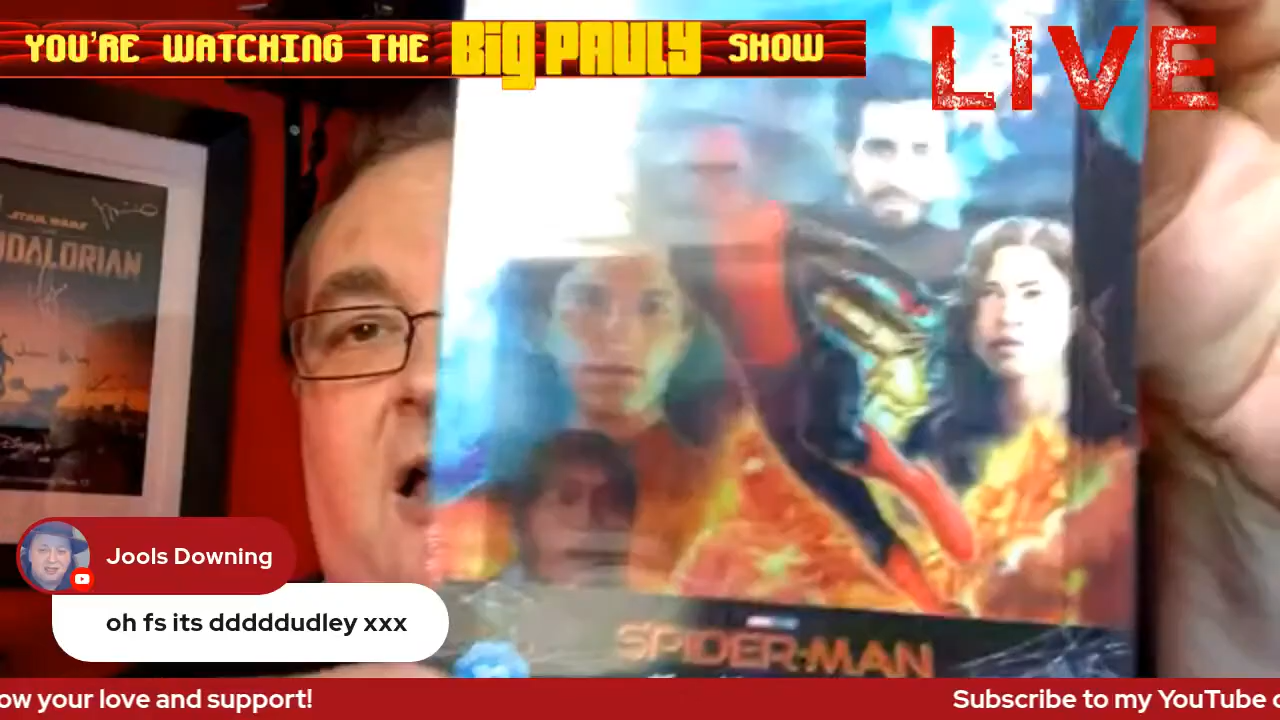 YOU'RE WATCHING THE BIG PAULY SHOW
LIVE
STAR WARS
DALORIAN
Disney+
Jools Downing
oh fs its dddddudley xxx
SPIDER-MAN
ow your love and support!
Subscribe to my YouTube c